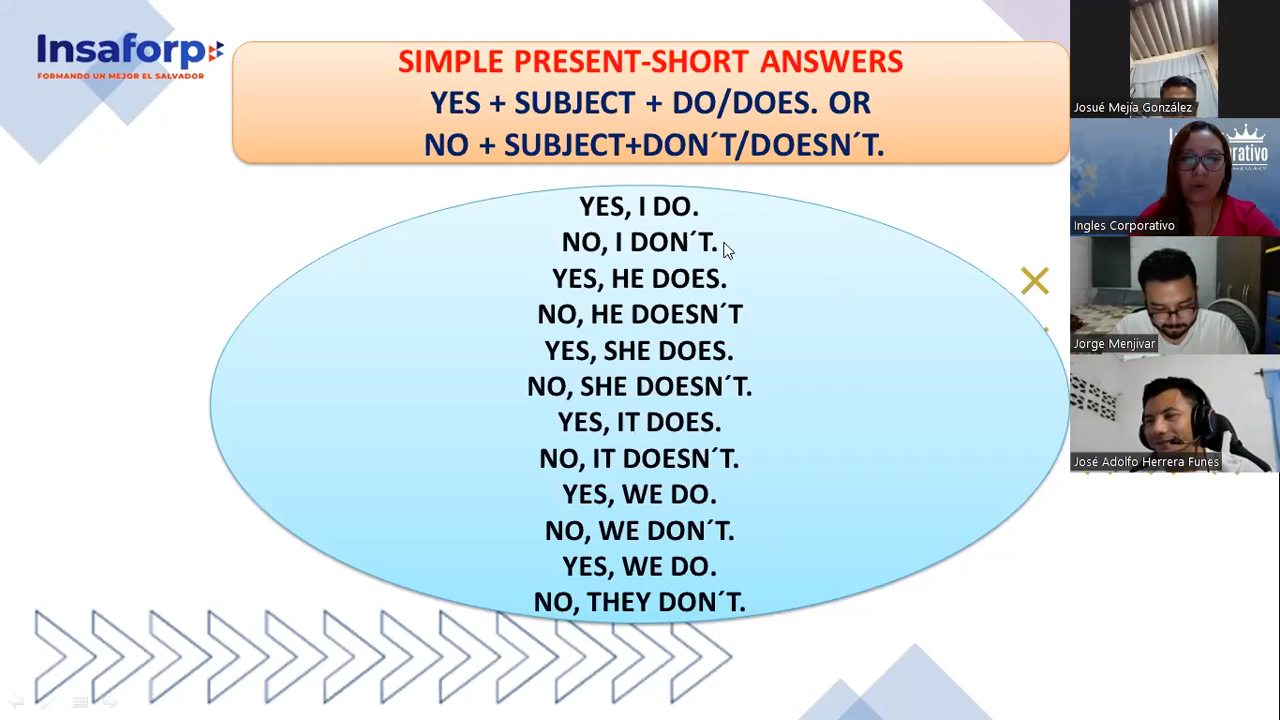 Insaforp
FORMANDO UN MEJOR EL SALVADOR
SIMPLE PRESENT-SHORT ANSWERS
YES + SUBJECT + DO/DOES. OR
NO + SUBJECT+DON´T/DOESN´T.
YES, I DO.
NO, I DON´T.
YES, HE DOES.
NO, HE DOESN´T
YES, SHE DOES.
NO, SHE DOESN´T.
YES, IT DOES.
NO, IT DOESN´T.
YES, WE DO.
NO, WE DON´T.
YES, WE DO.
NO, THEY DON´T.
Josué Mejía González
Ingles Corporativo
Jorge Menjivar
José Adolfo Herrera Funes